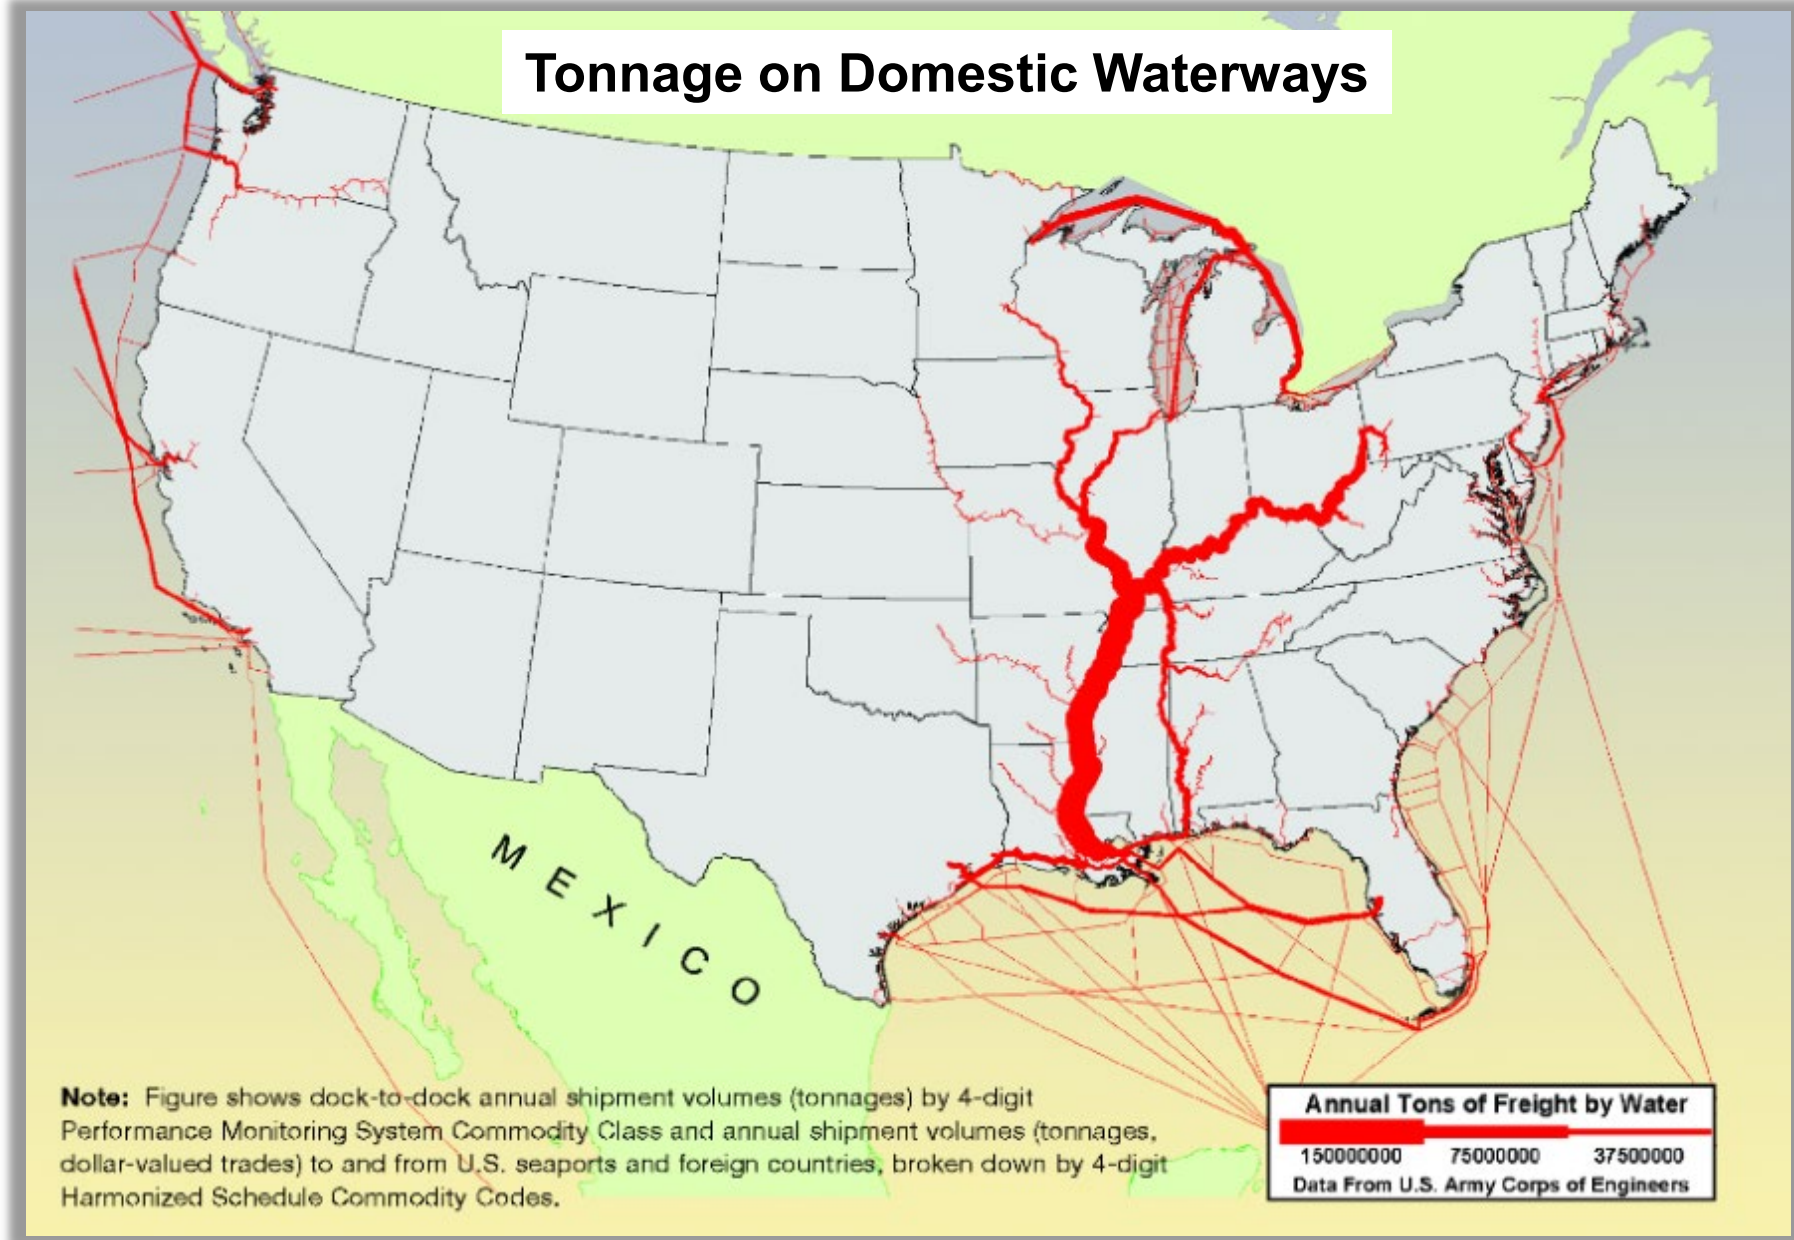 Tonnage on Domestic Waterways
MEXICO
Note: Figure shows dock-to-dock annual shipment volumes (tonnages) by 4-digit
Performance Monitoring System Commodity Class and annual shipment volumes (tonnages,
dollar-valued trades) to and from U.S. seaports and foreign countries, broken down by 4-digit
Harmonized Schedule Commodity Codes.
Annual Tons of Freight by Water
150000000 75000000 37500000
Data From U.S. Army Corps of Engineers